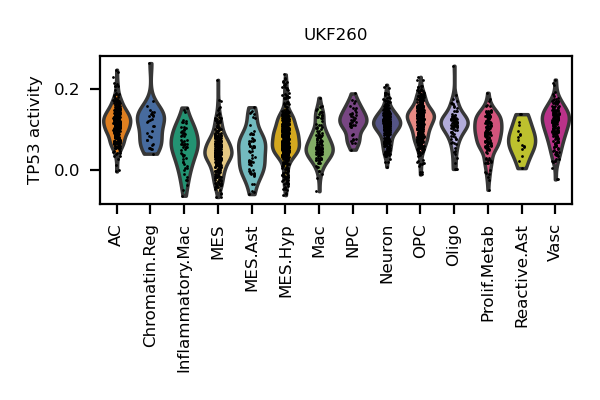 UKF260
TP53 activity
0.2
0.0
AC
Chromatin.Reg
Inflammatory.Mac
MES
MES.Ast
MES.Hyp
Mac
NPC
Neuron
OPC
Oligo
Prolif.Metab
Reactive.Ast
Vasc